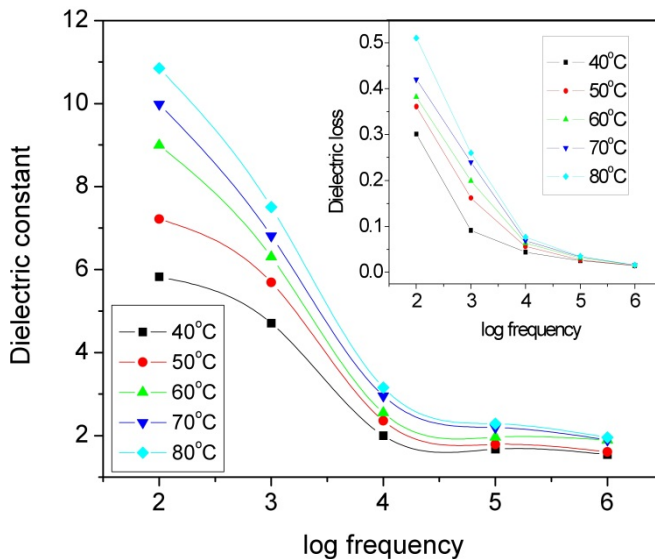 Dielectric constant
12
10
8
6
4
2
2 3 4 5 6
log frequency
40°C
50°C
60°C
70°C
80°C
Dielectric loss
0.5
0.4
0.3
0.2
0.1
0.0
2 3 4 5 6
log frequency
40°C
50°C
60°C
70°C
80°C